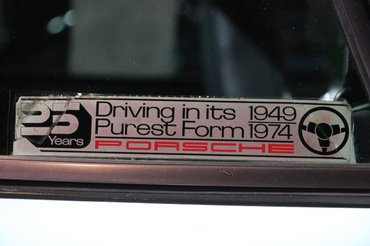 25 Years
Driving in its 1949
Purest Form 1974
PORSCHE